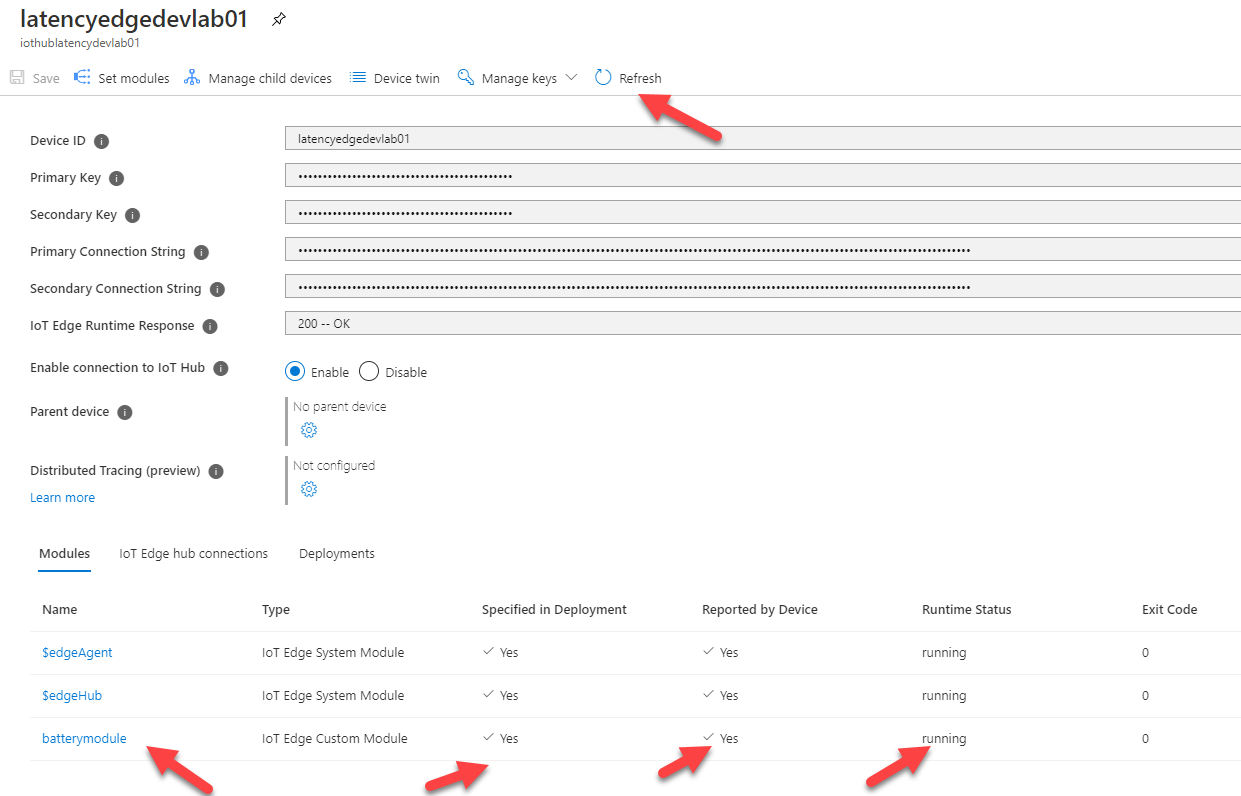 latencyedgedevlab01
iothublatencydevlab01
Save Set modules Manage child devices Device twin Manage keys Refresh
Device ID latencyedgedevlab01
Primary Key ••••••••••••••••••••••••••••••••••••••••••••
Secondary Key ••••••••••••••••••••••••••••••••••••••••••••
Primary Connection String
Secondary Connection String
IoT Edge Runtime Response 200 -- OK
Enable connection to IoT Hub Enable Disable
Parent device No parent device
Distributed Tracing (preview) Not configured
Learn more
Modules IoT Edge hub connections Deployments
Name Type Specified in Deployment Reported by Device Runtime Status Exit Code
$edgeAgent IoT Edge System Module Yes Yes running 0
$edgeHub IoT Edge System Module Yes Yes running 0
batterymodule IoT Edge Custom Module Yes Yes running 0